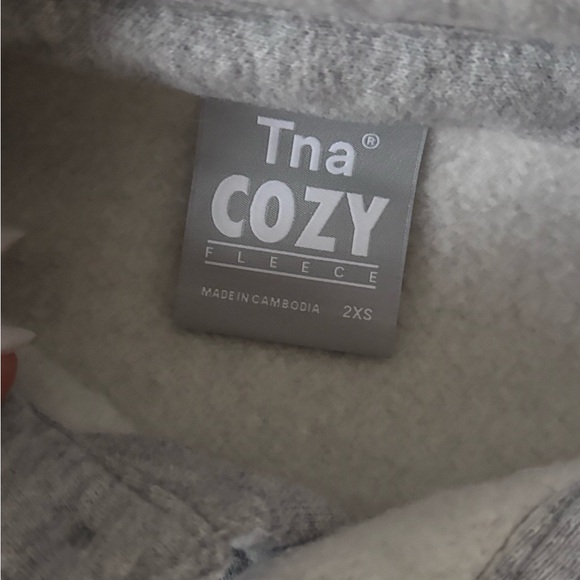 Tna®
COZY
FLEECE
MADE IN CAMBODIA 2XS